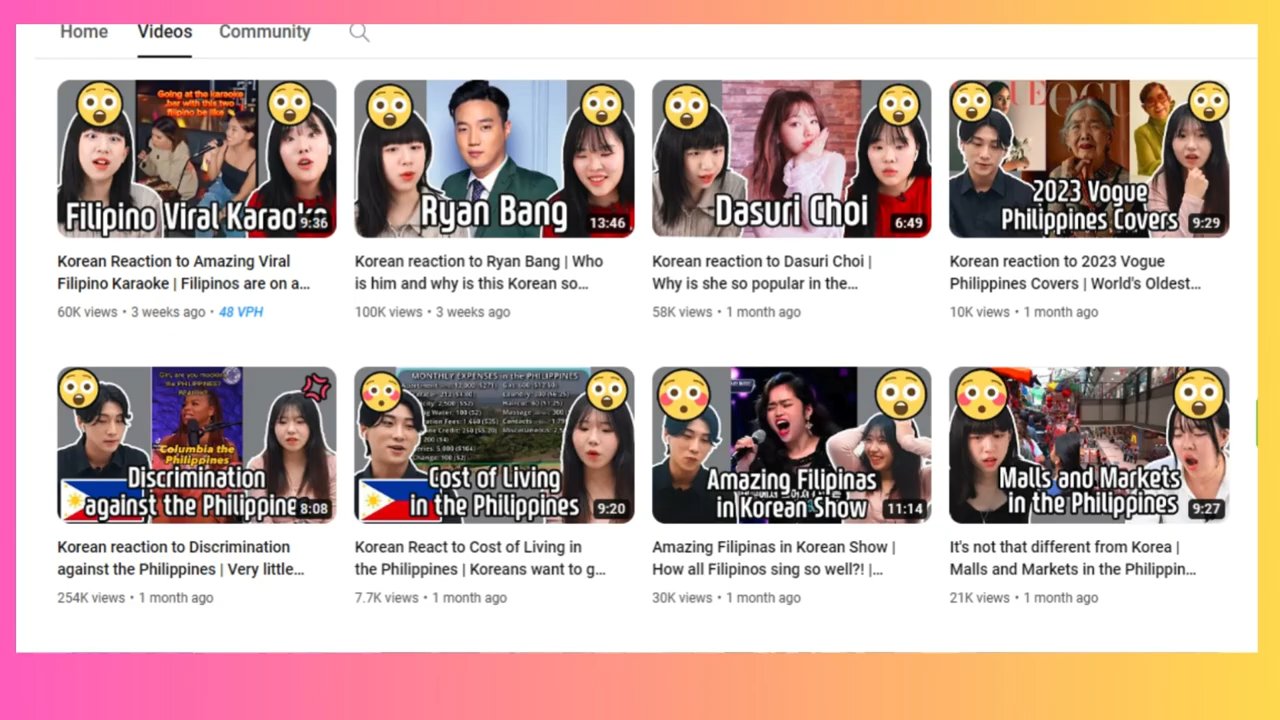 Home Videos Community
Going at the karaoke
bar with this two
filipino be like
Filipino Viral Karao
9:36
Korean Reaction to Amazing Viral
Filipino Karaoke | Filipinos are on a...
60K views • 3 weeks ago • 48 VPH
Ryan Bang
13:46
Korean reaction to Ryan Bang | Who
is him and why is this Korean so...
100K views • 3 weeks ago
Dasuri Choi
6:49
Korean reaction to Dasuri Choi |
Why is she so popular in the...
58K views • 1 month ago
2023 Vogue
Philippines Covers
9:29
Korean reaction to 2023 Vogue
Philippines Covers | World's Oldest...
10K views • 1 month ago
Girl, are you mocking
the PHILIPPINES?
Columbia the
Philippines
Discrimination
against the Philippine
8:08
Korean reaction to Discrimination
against the Philippines | Very little...
254K views • 1 month ago
MONTHLY EXPENSES in the PHILIPPINES
Cost of Living
in the Philippines
9:20
Korean React to Cost of Living in
the Philippines | Koreans want to g...
7.7K views • 1 month ago
Amazing Filipinas
in Korean Show
11:14
Amazing Filipinas in Korean Show |
How all Filipinos sing so well?! |...
30K views • 1 month ago
Malls and Markets
in the Philippines
9:27
It's not that different from Korea |
Malls and Markets in the Philippin...
21K views • 1 month ago